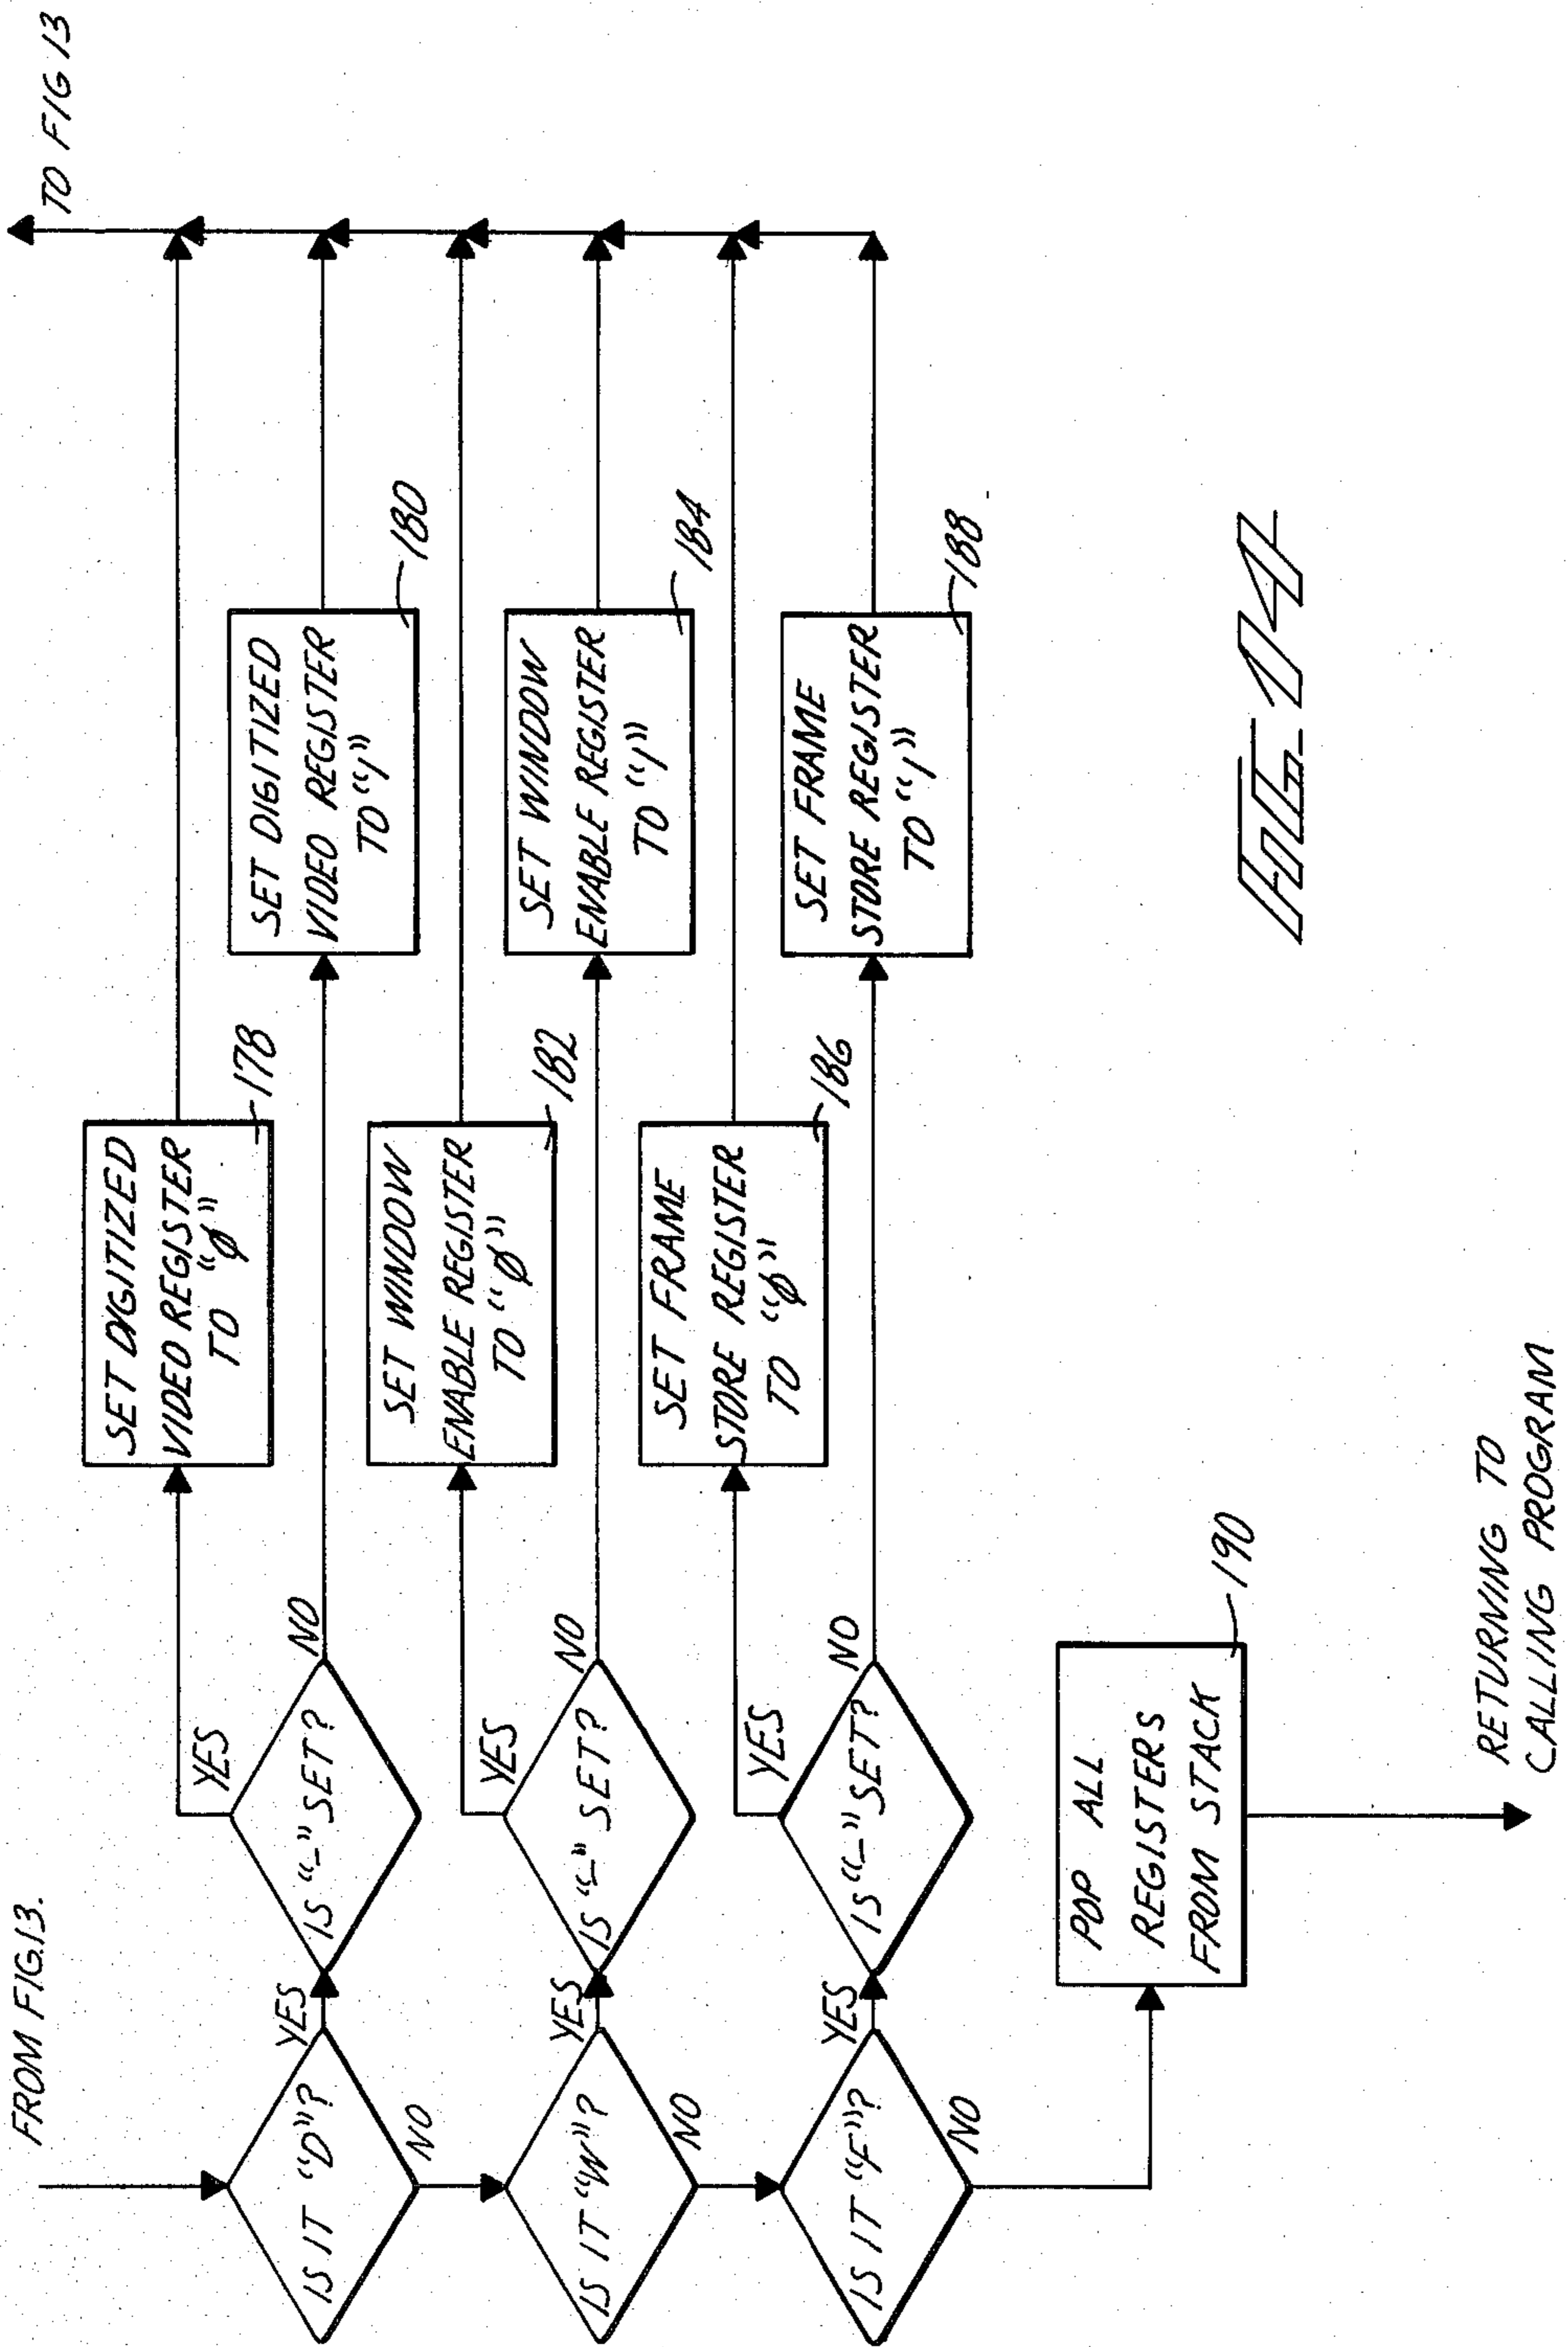 FROM FIG.13.
TO FIG 13
IS IT "D"?
YES
NO
IS "–" SET?
YES
NO
SET DIGITIZED
VIDEO REGISTER
TO "Ø"
178
SET DIGITIZED
VIDEO REGISTER
TO "1"
180
IS IT "W"?
YES
NO
IS "–" SET?
YES
NO
SET WINDOW
ENABLE REGISTER
TO "Ø"
182
SET WINDOW
ENABLE REGISTER
TO "1"
184
IS IT "F"?
YES
NO
IS "–" SET?
YES
NO
SET FRAME
STORE REGISTER
TO "Ø"
186
SET FRAME
STORE REGISTER
TO "1"
188
POP ALL
REGISTERS
FROM STACK
190
RETURNING TO
CALLING PROGRAM
FIG_14